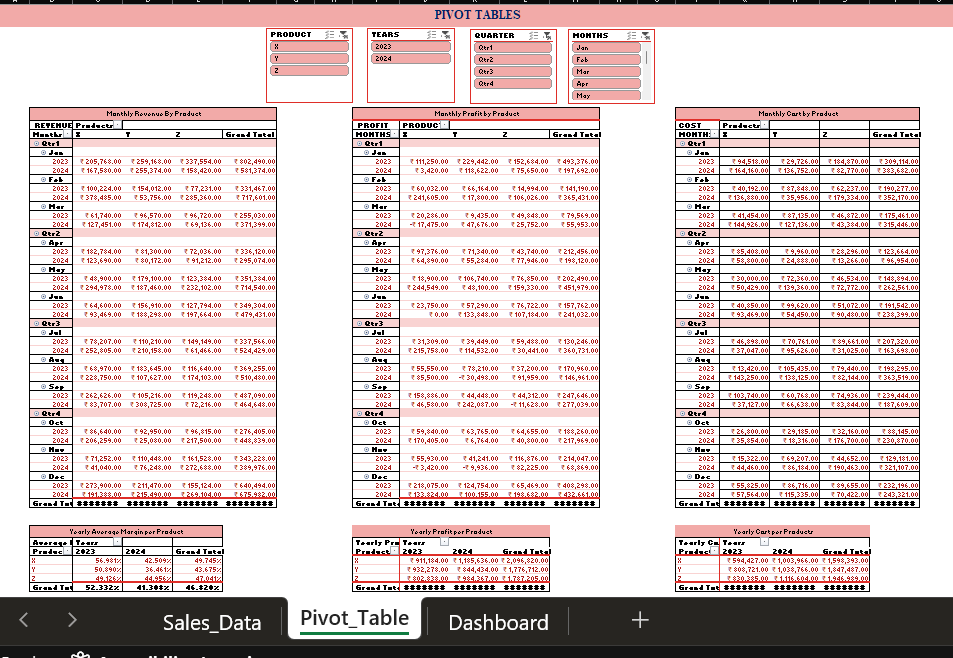 PIVOT TABLES
PRODUCT YEARS QUARTER MONTHS
X 2023 Qtr1 Jan
Y 2024 Qtr2 Feb
Z Qtr3 Mar
Qtr4 Apr
May
Monthly Revenue By Product Monthly Profit by Product Monthly Cost by Product
REVENUE Products PROFIT PRODUC COST Products
Months X Y Z Grand Total MONTHS X Y Z Grand Total MONTH: X Y Z Grand Total
Qtr1 Qtr1 Qtr1
Jan Jan Jan
2023 ₹ 205,768.00 ₹ 259,168.00 ₹ 337,554.00 ₹ 802,490.00 2023 ₹ 111,250.00 ₹ 229,442.00 ₹ 152,684.00 ₹ 493,376.00 2023 ₹ 94,518.00 ₹ 29,726.00 ₹ 184,870.00 ₹ 309,114.00
2024 ₹ 167,580.00 ₹ 255,374.00 ₹ 158,420.00 ₹ 581,374.00 2024 ₹ 3,420.00 ₹ 118,622.00 ₹ 75,650.00 ₹ 197,692.00 2024 ₹ 164,160.00 ₹ 136,752.00 ₹ 82,770.00 ₹ 383,682.00
Feb Feb Feb
2023 ₹ 100,224.00 ₹ 154,012.00 ₹ 77,231.00 ₹ 331,467.00 2023 ₹ 60,032.00 ₹ 66,164.00 ₹ 14,994.00 ₹ 141,190.00 2023 ₹ 40,192.00 ₹ 87,848.00 ₹ 62,237.00 ₹ 190,277.00
2024 ₹ 378,485.00 ₹ 53,756.00 ₹ 285,360.00 ₹ 717,601.00 2024 ₹ 241,605.00 ₹ 17,800.00 ₹ 106,026.00 ₹ 365,431.00 2024 ₹ 136,880.00 ₹ 35,956.00 ₹ 179,334.00 ₹ 352,170.00
Mar Mar Mar
2023 ₹ 61,740.00 ₹ 96,570.00 ₹ 96,720.00 ₹ 255,030.00 2023 ₹ 20,286.00 ₹ 9,435.00 ₹ 49,848.00 ₹ 79,569.00 2023 ₹ 41,454.00 ₹ 87,135.00 ₹ 46,872.00 ₹ 175,461.00
2024 ₹ 127,451.00 ₹ 174,812.00 ₹ 69,136.00 ₹ 371,399.00 2024 -₹ 17,475.00 ₹ 47,676.00 ₹ 25,752.00 ₹ 55,953.00 2024 ₹ 144,926.00 ₹ 127,136.00 ₹ 43,384.00 ₹ 315,446.00
Qtr2 Qtr2 Qtr2
Apr Apr Apr
2023 ₹ 182,784.00 ₹ 81,300.00 ₹ 72,036.00 ₹ 336,120.00 2023 ₹ 97,376.00 ₹ 71,340.00 ₹ 43,740.00 ₹ 212,456.00 2023 ₹ 85,408.00 ₹ 9,960.00 ₹ 28,296.00 ₹ 123,664.00
2024 ₹ 123,690.00 ₹ 80,172.00 ₹ 91,212.00 ₹ 295,074.00 2024 ₹ 64,890.00 ₹ 55,284.00 ₹ 77,946.00 ₹ 198,120.00 2024 ₹ 58,800.00 ₹ 24,888.00 ₹ 13,266.00 ₹ 96,954.00
May May May
2023 ₹ 48,900.00 ₹ 179,100.00 ₹ 123,384.00 ₹ 351,384.00 2023 ₹ 18,900.00 ₹ 106,740.00 ₹ 76,850.00 ₹ 202,490.00 2023 ₹ 30,000.00 ₹ 72,360.00 ₹ 46,534.00 ₹ 148,894.00
2024 ₹ 294,978.00 ₹ 187,460.00 ₹ 232,102.00 ₹ 714,540.00 2024 ₹ 244,549.00 ₹ 48,100.00 ₹ 159,330.00 ₹ 451,979.00 2024 ₹ 50,429.00 ₹ 139,360.00 ₹ 72,772.00 ₹ 262,561.00
Jun Jun Jun
2023 ₹ 64,600.00 ₹ 156,910.00 ₹ 127,794.00 ₹ 349,304.00 2023 ₹ 23,750.00 ₹ 57,290.00 ₹ 76,722.00 ₹ 157,762.00 2023 ₹ 40,850.00 ₹ 99,620.00 ₹ 51,072.00 ₹ 191,542.00
2024 ₹ 93,469.00 ₹ 188,298.00 ₹ 197,664.00 ₹ 479,431.00 2024 ₹ 0.00 ₹ 133,848.00 ₹ 107,184.00 ₹ 241,032.00 2024 ₹ 93,469.00 ₹ 54,450.00 ₹ 90,480.00 ₹ 238,399.00
Qtr3 Qtr3 Qtr3
Jul Jul Jul
2023 ₹ 78,207.00 ₹ 110,210.00 ₹ 149,149.00 ₹ 337,566.00 2023 ₹ 31,309.00 ₹ 39,449.00 ₹ 59,488.00 ₹ 130,246.00 2023 ₹ 46,898.00 ₹ 70,761.00 ₹ 89,661.00 ₹ 207,320.00
2024 ₹ 252,805.00 ₹ 210,158.00 ₹ 61,466.00 ₹ 524,429.00 2024 ₹ 215,758.00 ₹ 114,532.00 ₹ 30,441.00 ₹ 360,731.00 2024 ₹ 37,047.00 ₹ 95,626.00 ₹ 31,025.00 ₹ 163,698.00
Aug Aug Aug
2023 ₹ 68,970.00 ₹ 183,645.00 ₹ 116,640.00 ₹ 369,255.00 2023 ₹ 55,550.00 ₹ 78,210.00 ₹ 37,200.00 ₹ 170,960.00 2023 ₹ 13,420.00 ₹ 105,435.00 ₹ 79,440.00 ₹ 198,295.00
2024 ₹ 228,750.00 ₹ 107,627.00 ₹ 174,103.00 ₹ 510,480.00 2024 ₹ 85,500.00 -₹ 30,498.00 ₹ 91,959.00 ₹ 146,961.00 2024 ₹ 143,250.00 ₹ 138,125.00 ₹ 82,144.00 ₹ 363,519.00
Sep Sep Sep
2023 ₹ 262,626.00 ₹ 105,216.00 ₹ 119,248.00 ₹ 487,090.00 2023 ₹ 158,886.00 ₹ 44,448.00 ₹ 44,312.00 ₹ 247,646.00 2023 ₹ 103,740.00 ₹ 60,768.00 ₹ 74,936.00 ₹ 239,444.00
2024 ₹ 83,707.00 ₹ 308,725.00 ₹ 72,216.00 ₹ 464,648.00 2024 ₹ 46,580.00 ₹ 242,087.00 -₹ 11,628.00 ₹ 277,039.00 2024 ₹ 37,127.00 ₹ 66,638.00 ₹ 83,844.00 ₹ 187,609.00
Qtr4 Qtr4 Qtr4
Oct Oct Oct
2023 ₹ 86,640.00 ₹ 92,950.00 ₹ 96,815.00 ₹ 276,405.00 2023 ₹ 59,840.00 ₹ 63,765.00 ₹ 64,655.00 ₹ 188,260.00 2023 ₹ 26,800.00 ₹ 29,185.00 ₹ 32,160.00 ₹ 88,145.00
2024 ₹ 206,259.00 ₹ 25,080.00 ₹ 217,500.00 ₹ 448,839.00 2024 ₹ 170,405.00 ₹ 6,764.00 ₹ 40,800.00 ₹ 217,969.00 2024 ₹ 35,854.00 ₹ 18,316.00 ₹ 176,700.00 ₹ 230,870.00
Nov Nov Nov
2023 ₹ 71,252.00 ₹ 110,448.00 ₹ 161,528.00 ₹ 343,228.00 2023 ₹ 55,930.00 ₹ 41,241.00 ₹ 116,876.00 ₹ 214,047.00 2023 ₹ 15,322.00 ₹ 69,207.00 ₹ 44,652.00 ₹ 129,181.00
2024 ₹ 41,040.00 ₹ 76,248.00 ₹ 272,688.00 ₹ 389,976.00 2024 -₹ 3,420.00 -₹ 9,936.00 ₹ 82,225.00 ₹ 68,869.00 2024 ₹ 44,460.00 ₹ 86,184.00 ₹ 190,463.00 ₹ 321,107.00
Dec Dec Dec
2023 ₹ 273,900.00 ₹ 211,470.00 ₹ 155,124.00 ₹ 640,494.00 2023 ₹ 218,075.00 ₹ 124,754.00 ₹ 65,469.00 ₹ 408,298.00 2023 ₹ 55,825.00 ₹ 86,716.00 ₹ 89,655.00 ₹ 232,196.00
2024 ₹ 191,388.00 ₹ 215,490.00 ₹ 269,104.00 ₹ 675,982.00 2024 ₹ 133,824.00 ₹ 100,155.00 ₹ 198,682.00 ₹ 432,661.00 2024 ₹ 57,564.00 ₹ 115,335.00 ₹ 70,422.00 ₹ 243,321.00
Grand Tot ######## ######## ######## ######## Grand Tot ######## ######## ######## ######## Grand Tot ######## ######## ######## ########
Yearly Average Margin per Product Yearly Profit per Product Yearly Cost per Product
Average Years Yearly Pro Years Yearly Co Years
Produc 2023 2024 Grand Total Product 2023 2024 Grand Total Produc 2023 2024 Grand Total
X 56.981% 42.509% 49.745% X ₹ 911,184.00 ₹ 1,185,636.00 ₹ 2,096,820.00 X ₹ 594,427.00 ₹ 1,003,966.00 ₹ 1,598,393.00
Y 50.890% 36.461% 43.675% Y ₹ 932,278.00 ₹ 844,434.00 ₹ 1,776,712.00 Y ₹ 808,721.00 ₹ 1,038,766.00 ₹ 1,847,487.00
Z 49.126% 44.956% 47.041% Z ₹ 802,838.00 ₹ 984,367.00 ₹ 1,787,205.00 Z ₹ 830,385.00 ₹ 1,116,604.00 ₹ 1,946,989.00
Grand Tot 52.332% 41.308% 46.820% Grand Tot ######## ######## ######## Grand Tot ######## ######## ########
Sales_Data Pivot_Table Dashboard